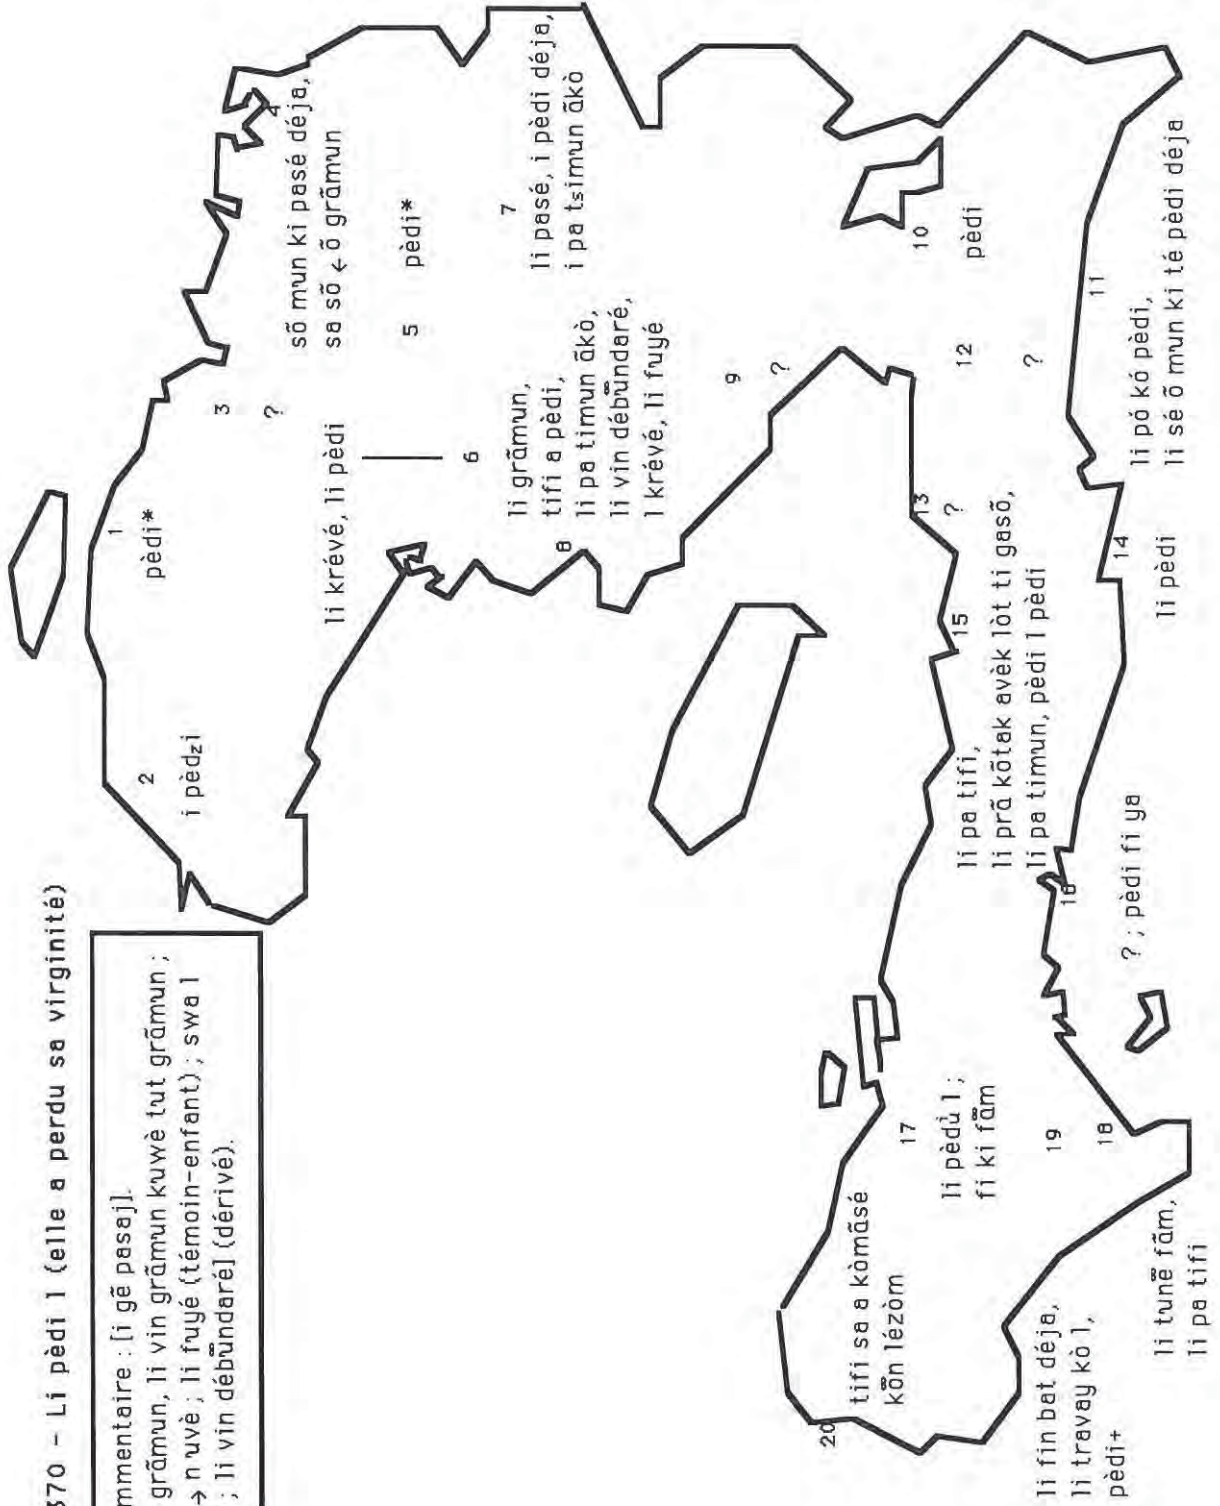 370 - Li pèdi l (elle a perdu sa virginité)
mmentaire : [i gẽ pasaj].
grãmun, li vin grãmun kuwè tut grãmun ;
→ nuvè ; li fuyé (témoin-enfant) ; swa l
; li vin débũndaré] (dérivé).
1
pèdi*
2
i pèdzi
3
?
4
sõ mun ki pasé déja,
sa sõ ← õ grãmun
5 pèdi*
li krévé, li pèdi
6
li grãmun,
tifi a pèdi,
li pa timun ãkò,
li vin débũndaré,
l krévé, li fuyé
7
li pasé, i pèdi déja,
i pa tsimun ãkò
8
9
?
10
pèdi
11
li pó kó pèdi,
li sé õ mun ki té pèdi déja
12
?
13
?
14
li pèdi
15
li pa tifi,
li prã kõtak avèk lòt ti gasõ,
li pa timun, pèdi l pèdi
16
? ; pèdi fi ya
17
li pèdù l ;
fi ki fãm
18
19
20
tifi sa a kòmãsé
kõn lézòm
li fin bat déja,
li travay kò l,
pèdi+
li tunẽ fãm,
li pa tifi